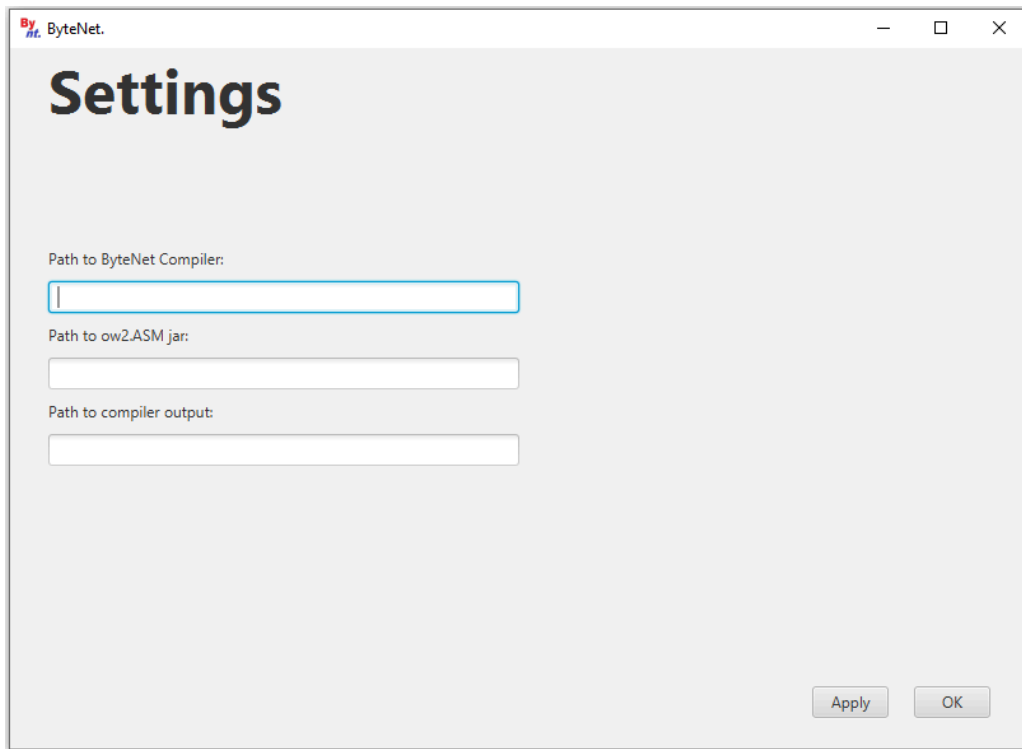 By nt. ByteNet.
Settings
Path to ByteNet Compiler:
Path to ow2.ASM jar:
Path to compiler output:
Apply OK